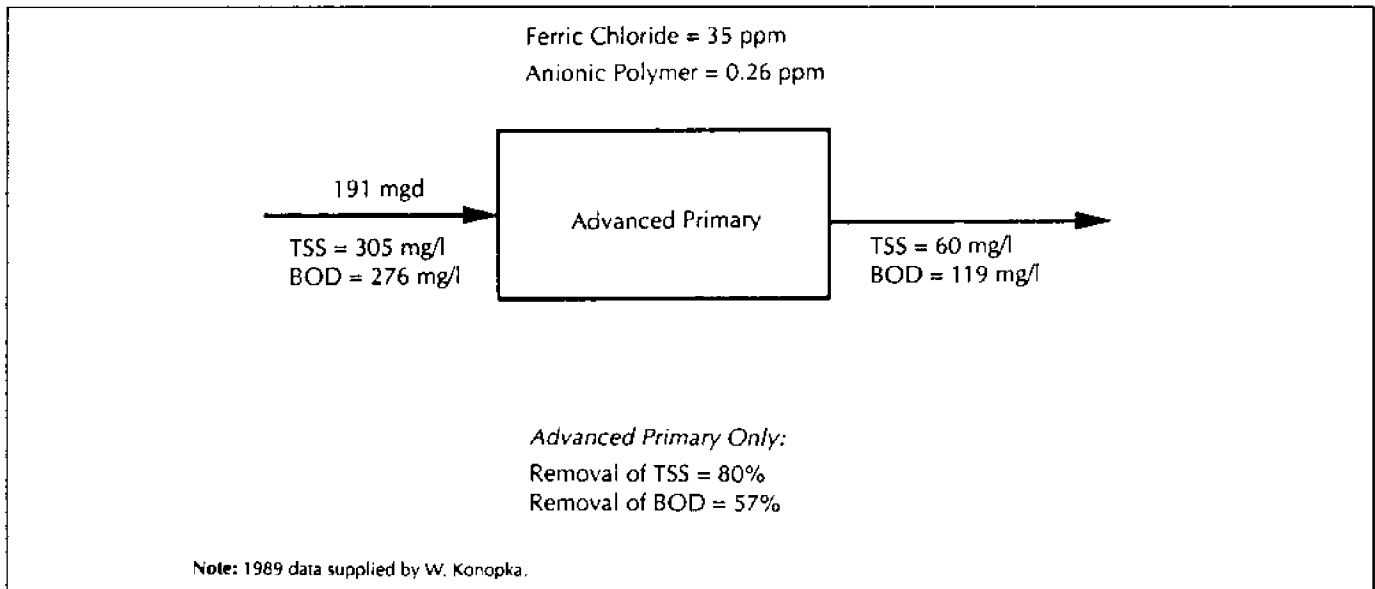 Ferric Chloride = 35 ppm
Anionic Polymer = 0.26 ppm
191 mgd
Advanced Primary
TSS = 305 mg/l
BOD = 276 mg/l
TSS = 60 mg/l
BOD = 119 mg/l
Advanced Primary Only:
Removal of TSS = 80%
Removal of BOD = 57%
Note: 1989 data supplied by W. Konopka.